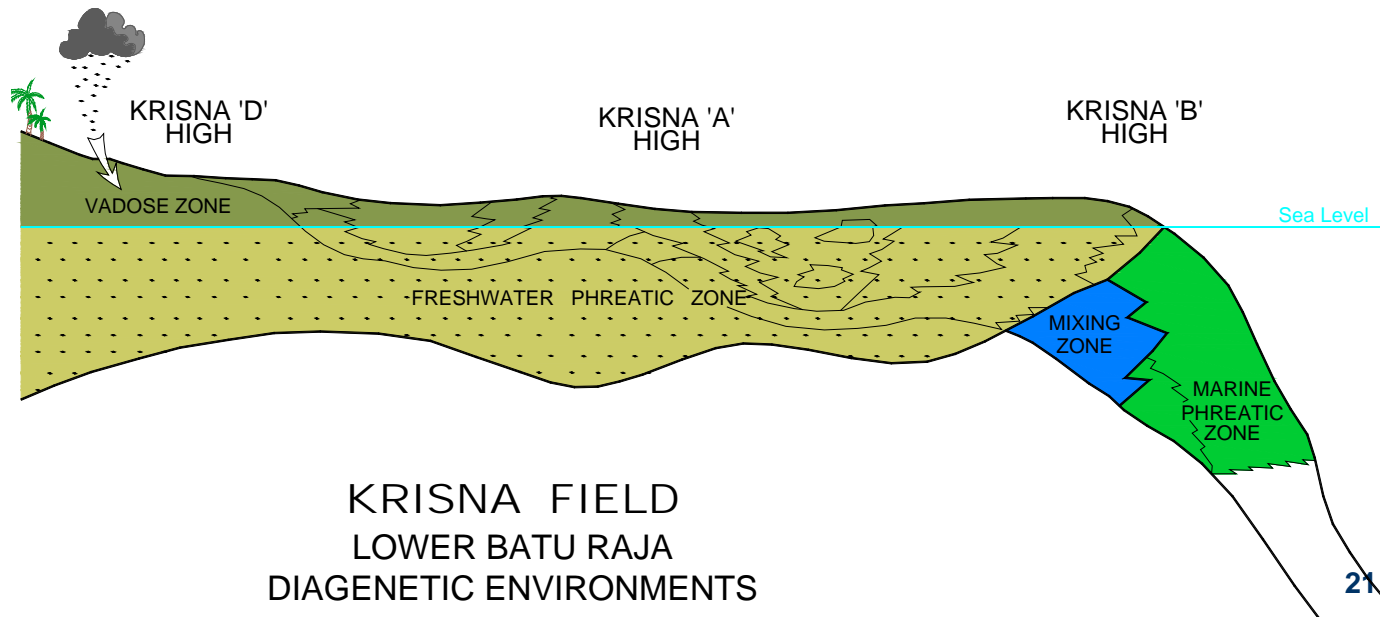 KRISNA 'D'
HIGH
KRISNA 'A'
HIGH
KRISNA 'B'
HIGH
VADOSE ZONE
Sea Level
FRESHWATER PHREATIC ZONE
MIXING
ZONE
MARINE
PHREATIC
ZONE
KRISNA FIELD
LOWER BATU RAJA
DIAGENETIC ENVIRONMENTS
21